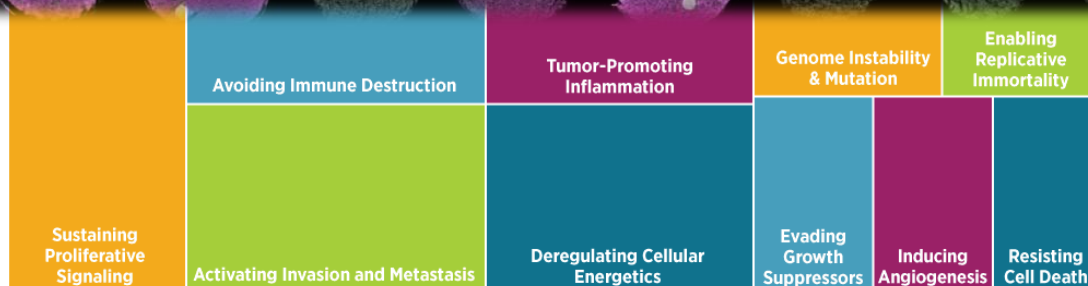 Avoiding Immune Destruction
Tumor-Promoting
Inflammation
Genome Instability
& Mutation
Enabling
Replicative
Immortality
Sustaining
Proliferative
Signaling
Activating Invasion and Metastasis
Deregulating Cellular
Energetics
Evading
Growth
Suppressors
Inducing
Angiogenesis
Resisting
Cell Death